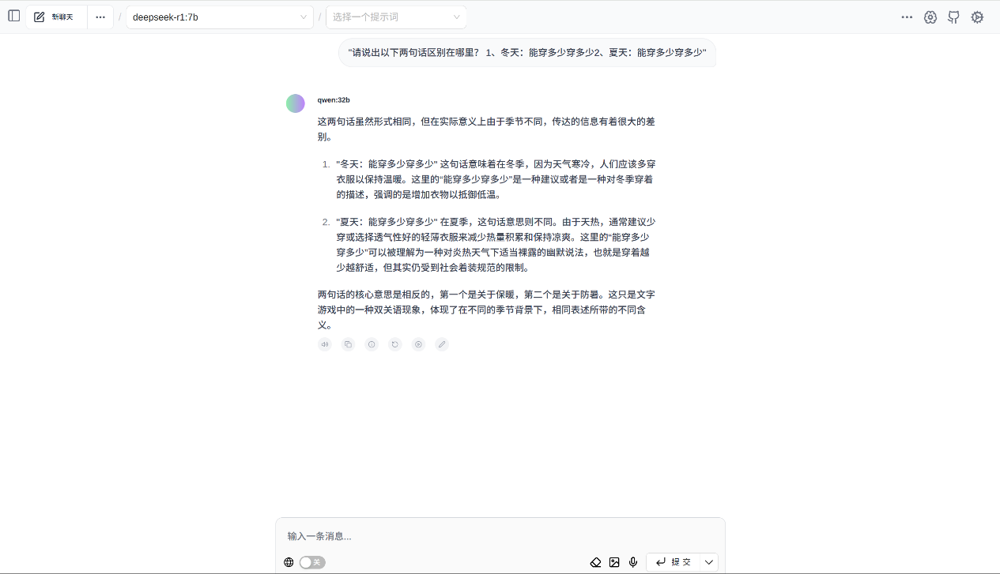 新聊天 ... / deepseek-r1:7b / 选择一个提示词 ...
"请说出以下两句话区别在哪里？ 1、冬天：能穿多少穿多少2、夏天：能穿多少穿多少"
qwen:32b
这两句话虽然形式相同，但在实际意义上由于季节不同，传达的信息有着很大的差
别。
1. "冬天：能穿多少穿多少" 这句话意味着在冬季，因为天气寒冷，人们应该多穿
衣服以保持温暖。这里的“能穿多少穿多少”是一种建议或者是一种对冬季穿着
的描述，强调的是增加衣物以抵御低温。
2. "夏天：能穿多少穿多少" 在夏季，这句话意思则不同。由于天热，通常建议少
穿或选择透气性好的轻薄衣服来减少热量积累和保持凉爽。这里的“能穿多少
穿多少”可以被理解为一种对炎热天气下适当裸露的幽默说法，也就是穿着越
少越舒适，但其实仍受到社会着装规范的限制。
两句话的核心意思是相反的，第一个是关于保暖，第二个是关于防暑。这只是文字
游戏中的一种双关语现象，体现了在不同的季节背景下，相同表述所带的不同含
义。
输入一条消息...
关 提 交